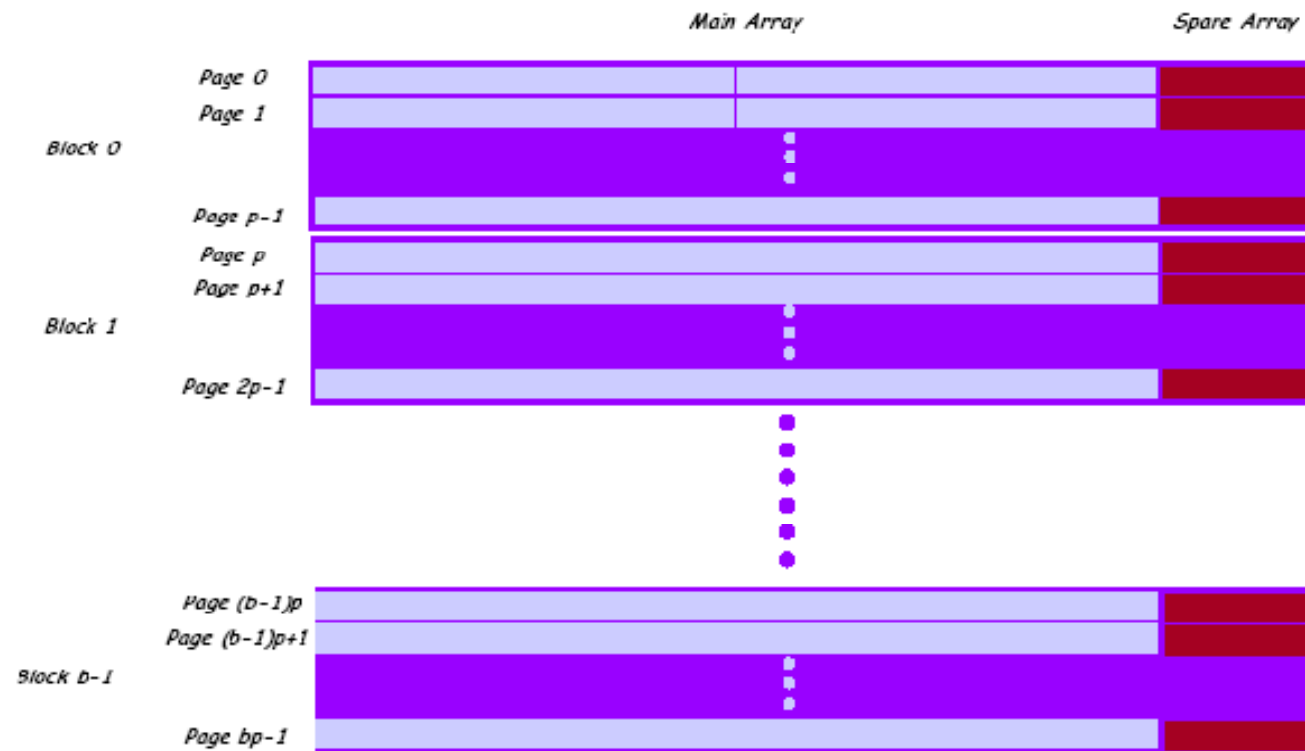 Main Array Spare Array
Page 0
Page 1
Block 0
Page p-1
Page p
Page p+1
Block 1
Page 2p-1
Page (b-1)p
Page (b-1)p+1
Block b-1
Page bp-1